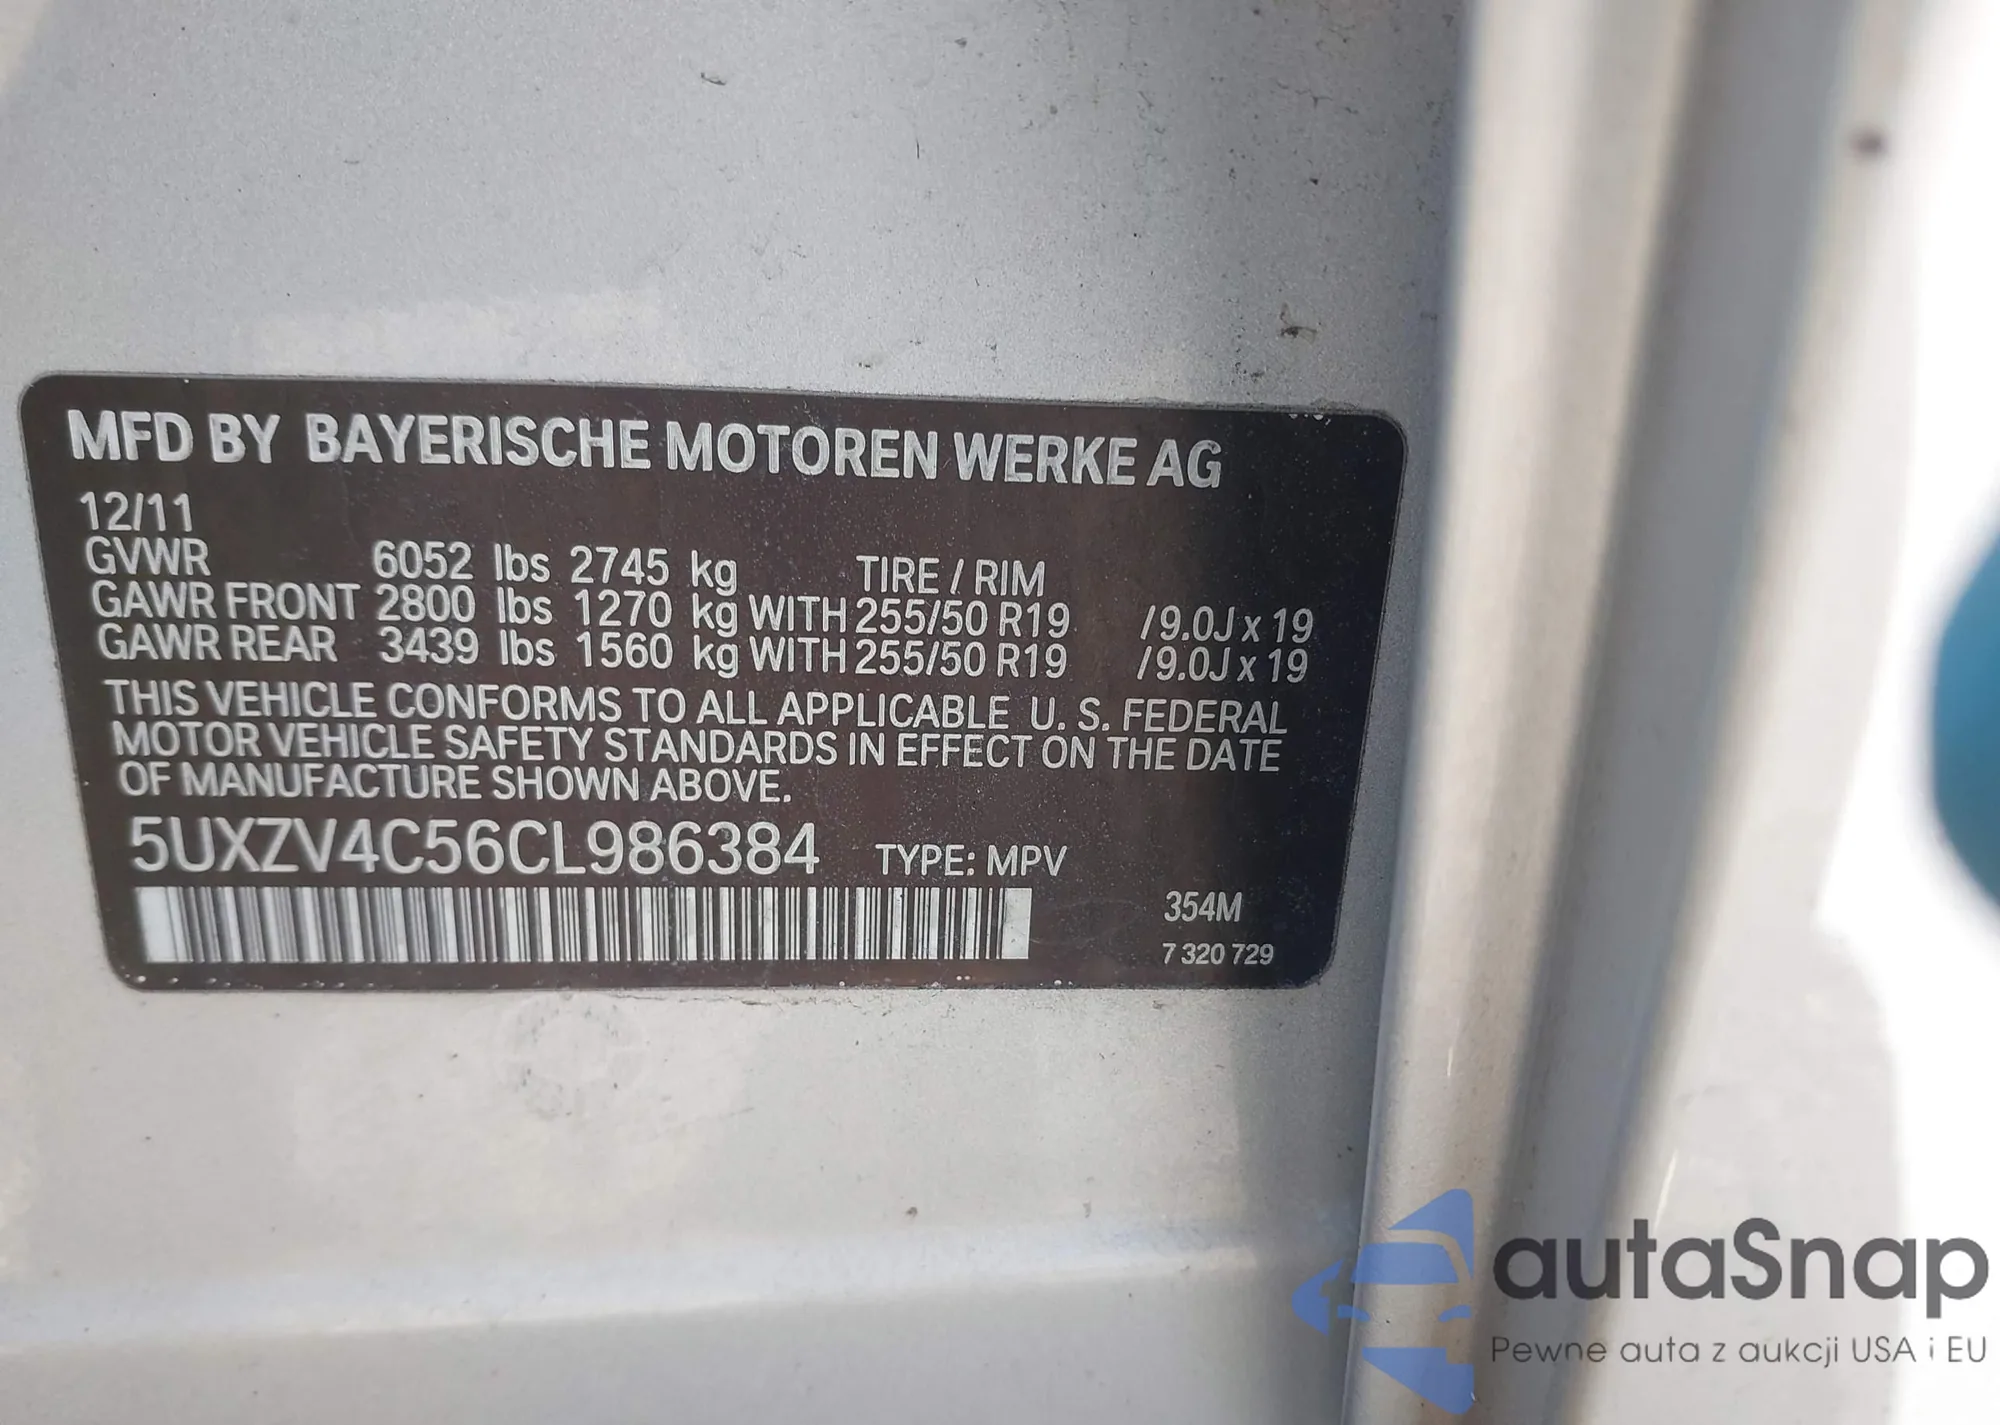 MFD BY BAYERISCHE MOTOREN WERKE AG
12/11
GVWR 6052 lbs 2745 kg TIRE / RIM
GAWR FRONT 2800 lbs 1270 kg WITH 255/50 R19 /9.0J x 19
GAWR REAR 3439 lbs 1560 kg WITH 255/50 R19 /9.0J x 19
THIS VEHICLE CONFORMS TO ALL APPLICABLE U. S. FEDERAL
MOTOR VEHICLE SAFETY STANDARDS IN EFFECT ON THE DATE
OF MANUFACTURE SHOWN ABOVE.
5UXZV4C56CL986384 TYPE: MPV
354M
7 320 729
autaSnap
Pewne auta z aukcji USA i EU